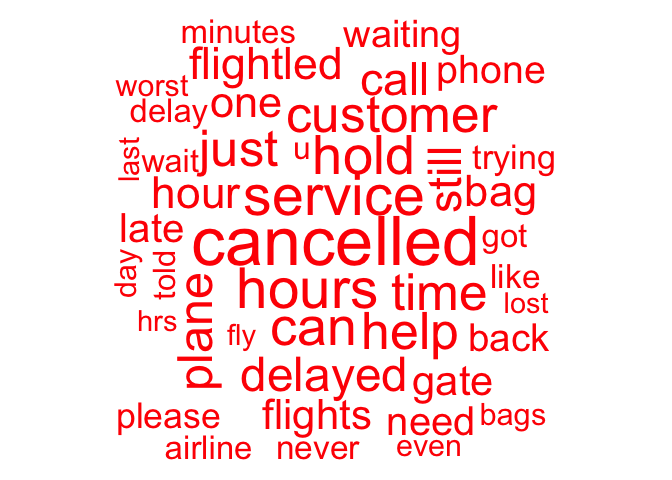 minutes waiting
flightled call phone
worst
delay one customer
last wait just u hold still trying
hour service bag
late cancelled got
day told plane hours time like
lost
hrs fly can help back
delayed gate
please flights need bags
airline never even